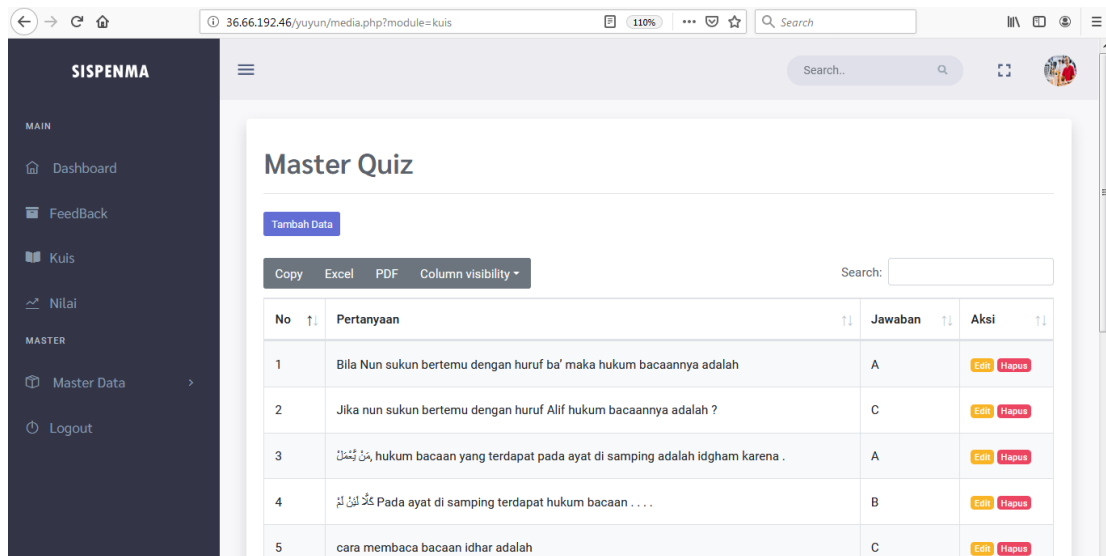 36.66.192.46/yuyun/media.php?module=kuis
110%
Search
SISPENMA
Search..
MAIN
Dashboard
FeedBack
Kuis
Nilai
MASTER
Master Data
Logout
Master Quiz
Tambah Data
Copy Excel PDF Column visibility
Search:
No Pertanyaan Jawaban Aksi
1 Bila Nun sukun bertemu dengan huruf ba' maka hukum bacaannya adalah A Edit Hapus
2 Jika nun sukun bertemu dengan huruf Alif hukum bacaannya adalah ? C Edit Hapus
3 مَنْ يَّعْمَلْ, hukum bacaan yang terdapat pada ayat di samping adalah idgham karena . A Edit Hapus
4 كَلَّا لَئِنْ لَمْ Pada ayat di samping terdapat hukum bacaan . . . . B Edit Hapus
5 cara membaca bacaan idhar adalah C Edit Hapus